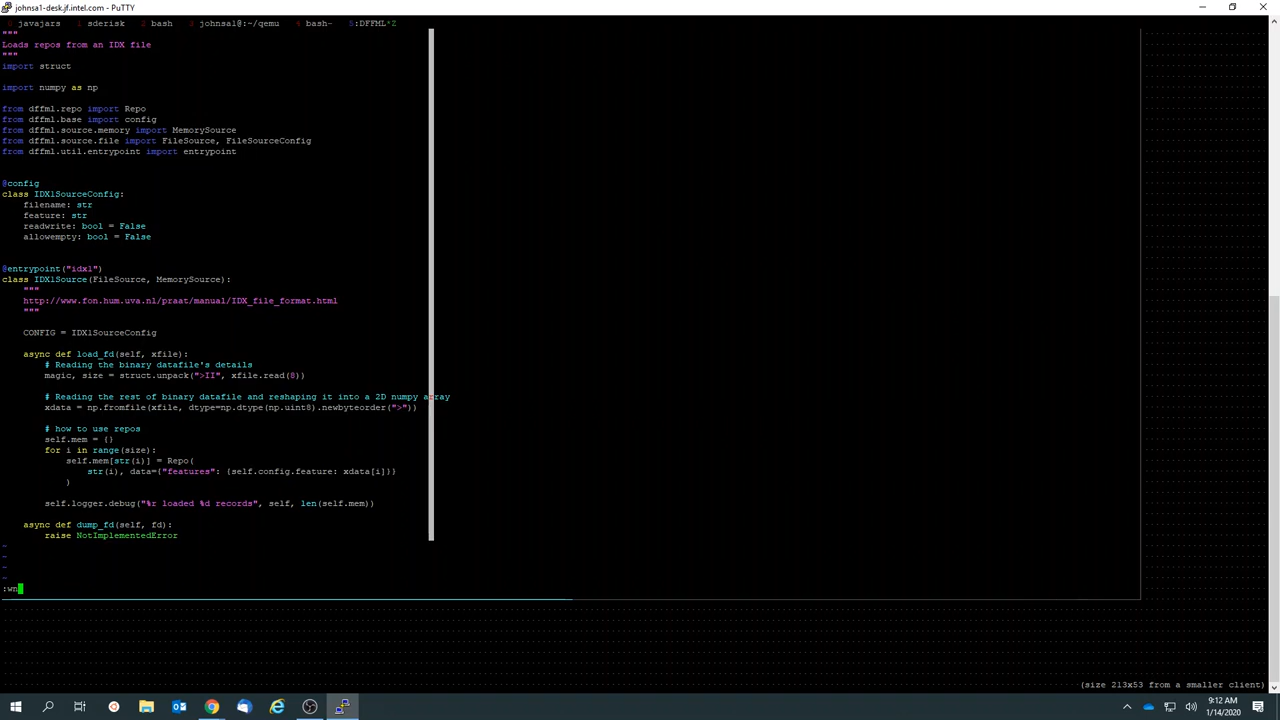 johnsa1-desk.jf.intel.com - PuTTY
0 javajars 1 sderisk 2 bash 3 johnsa1@:~/qemu 4 bash- 5:DFFML*Z
"""
Loads repos from an IDX file
"""
import struct
import numpy as np
from dffml.repo import Repo
from dffml.base import config
from dffml.source.memory import MemorySource
from dffml.source.file import FileSource, FileSourceConfig
from dffml.util.entrypoint import entrypoint
@config
class IDX1SourceConfig:
filename: str
feature: str
readwrite: bool = False
allowempty: bool = False
@entrypoint("idx1")
class IDX1Source(FileSource, MemorySource):
"""
http://www.fon.hum.uva.nl/praat/manual/IDX_file_format.html
"""
CONFIG = IDX1SourceConfig
async def load_fd(self, xfile):
# Reading the binary datafile's details
magic, size = struct.unpack(">II", xfile.read(8))
# Reading the rest of binary datafile and reshaping it into a 2D numpy array
xdata = np.fromfile(xfile, dtype=np.dtype(np.uint8).newbyteorder(">"))
# how to use repos
self.mem = {}
for i in range(size):
self.mem[str(i)] = Repo(
str(i), data={"features": {self.config.feature: xdata[i]}}
)
self.logger.debug("%r loaded %d records", self, len(self.mem))
async def dump_fd(self, fd):
raise NotImplementedError
~
~
~
~
:wn
(size 213x53 from a smaller client)
9:12 AM
1/14/2020